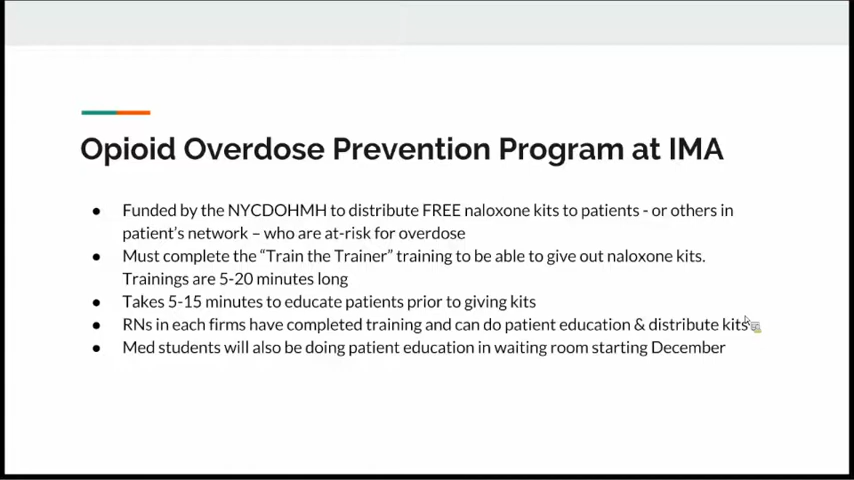 Opioid Overdose Prevention Program at IMA
● Funded by the NYCDOHMH to distribute FREE naloxone kits to patients - or others in
patient's network – who are at-risk for overdose
● Must complete the “Train the Trainer” training to be able to give out naloxone kits.
Trainings are 5-20 minutes long
● Takes 5-15 minutes to educate patients prior to giving kits
● RNs in each firms have completed training and can do patient education & distribute kits
● Med students will also be doing patient education in waiting room starting December